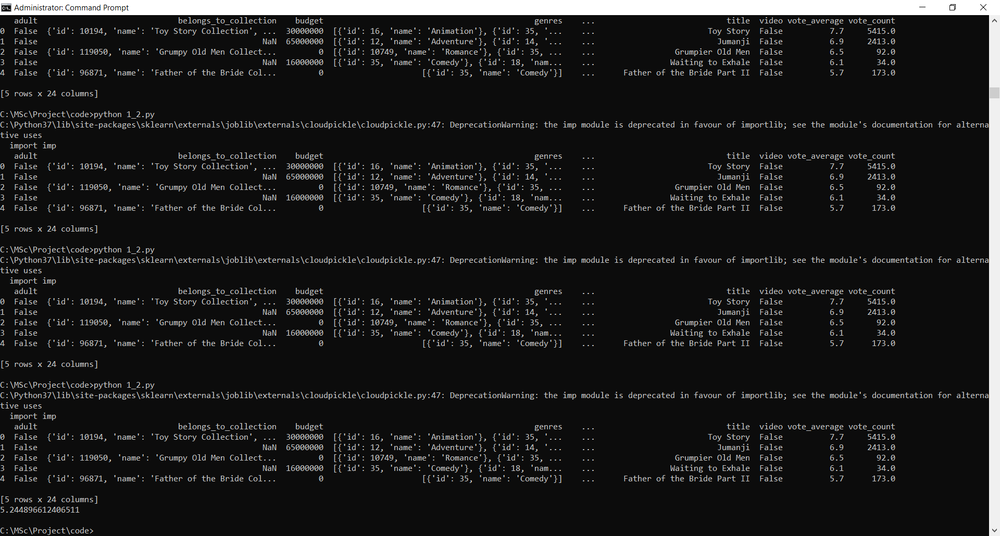 Administrator: Command Prompt
   adult                              belongs_to_collection    budget                                             genres    ...                             title  video vote_average vote_count
0  False  {'id': 10194, 'name': 'Toy Story Collection', ...  30000000  [{'id': 16, 'name': 'Animation'}, {'id': 35, '...    ...                         Toy Story  False          7.7     5415.0
1  False                                                NaN  65000000  [{'id': 12, 'name': 'Adventure'}, {'id': 14, '...    ...                           Jumanji  False          6.9     2413.0
2  False  {'id': 119050, 'name': 'Grumpy Old Men Collect...         0  [{'id': 10749, 'name': 'Romance'}, {'id': 35, ...    ...                  Grumpier Old Men  False          6.5       92.0
3  False                                                NaN  16000000  [{'id': 35, 'name': 'Comedy'}, {'id': 18, 'nam...    ...                 Waiting to Exhale  False          6.1       34.0
4  False  {'id': 96871, 'name': 'Father of the Bride Col...         0                     [{'id': 35, 'name': 'Comedy'}]    ...       Father of the Bride Part II  False          5.7      173.0
[5 rows x 24 columns]
C:\MSc\Project\code>python 1_2.py
C:\Python37\lib\site-packages\sklearn\externals\joblib\externals\cloudpickle\cloudpickle.py:47: DeprecationWarning: the imp module is deprecated in favour of importlib; see the module's documentation for alterna
tive uses
  import imp
   adult                              belongs_to_collection    budget                                             genres    ...                             title  video vote_average vote_count
0  False  {'id': 10194, 'name': 'Toy Story Collection', ...  30000000  [{'id': 16, 'name': 'Animation'}, {'id': 35, '...    ...                         Toy Story  False          7.7     5415.0
1  False                                                NaN  65000000  [{'id': 12, 'name': 'Adventure'}, {'id': 14, '...    ...                           Jumanji  False          6.9     2413.0
2  False  {'id': 119050, 'name': 'Grumpy Old Men Collect...         0  [{'id': 10749, 'name': 'Romance'}, {'id': 35, ...    ...                  Grumpier Old Men  False          6.5       92.0
3  False                                                NaN  16000000  [{'id': 35, 'name': 'Comedy'}, {'id': 18, 'nam...    ...                 Waiting to Exhale  False          6.1       34.0
4  False  {'id': 96871, 'name': 'Father of the Bride Col...         0                     [{'id': 35, 'name': 'Comedy'}]    ...       Father of the Bride Part II  False          5.7      173.0
[5 rows x 24 columns]
C:\MSc\Project\code>python 1_2.py
C:\Python37\lib\site-packages\sklearn\externals\joblib\externals\cloudpickle\cloudpickle.py:47: DeprecationWarning: the imp module is deprecated in favour of importlib; see the module's documentation for alterna
tive uses
  import imp
   adult                              belongs_to_collection    budget                                             genres    ...                             title  video vote_average vote_count
0  False  {'id': 10194, 'name': 'Toy Story Collection', ...  30000000  [{'id': 16, 'name': 'Animation'}, {'id': 35, '...    ...                         Toy Story  False          7.7     5415.0
1  False                                                NaN  65000000  [{'id': 12, 'name': 'Adventure'}, {'id': 14, '...    ...                           Jumanji  False          6.9     2413.0
2  False  {'id': 119050, 'name': 'Grumpy Old Men Collect...         0  [{'id': 10749, 'name': 'Romance'}, {'id': 35, ...    ...                  Grumpier Old Men  False          6.5       92.0
3  False                                                NaN  16000000  [{'id': 35, 'name': 'Comedy'}, {'id': 18, 'nam...    ...                 Waiting to Exhale  False          6.1       34.0
4  False  {'id': 96871, 'name': 'Father of the Bride Col...         0                     [{'id': 35, 'name': 'Comedy'}]    ...       Father of the Bride Part II  False          5.7      173.0
[5 rows x 24 columns]
C:\MSc\Project\code>python 1_2.py
C:\Python37\lib\site-packages\sklearn\externals\joblib\externals\cloudpickle\cloudpickle.py:47: DeprecationWarning: the imp module is deprecated in favour of importlib; see the module's documentation for alterna
tive uses
  import imp
   adult                              belongs_to_collection    budget                                             genres    ...                             title  video vote_average vote_count
0  False  {'id': 10194, 'name': 'Toy Story Collection', ...  30000000  [{'id': 16, 'name': 'Animation'}, {'id': 35, '...    ...                         Toy Story  False          7.7     5415.0
1  False                                                NaN  65000000  [{'id': 12, 'name': 'Adventure'}, {'id': 14, '...    ...                           Jumanji  False          6.9     2413.0
2  False  {'id': 119050, 'name': 'Grumpy Old Men Collect...         0  [{'id': 10749, 'name': 'Romance'}, {'id': 35, ...    ...                  Grumpier Old Men  False          6.5       92.0
3  False                                                NaN  16000000  [{'id': 35, 'name': 'Comedy'}, {'id': 18, 'nam...    ...                 Waiting to Exhale  False          6.1       34.0
4  False  {'id': 96871, 'name': 'Father of the Bride Col...         0                     [{'id': 35, 'name': 'Comedy'}]    ...       Father of the Bride Part II  False          5.7      173.0
[5 rows x 24 columns]
5.244896612406511
C:\MSc\Project\code>